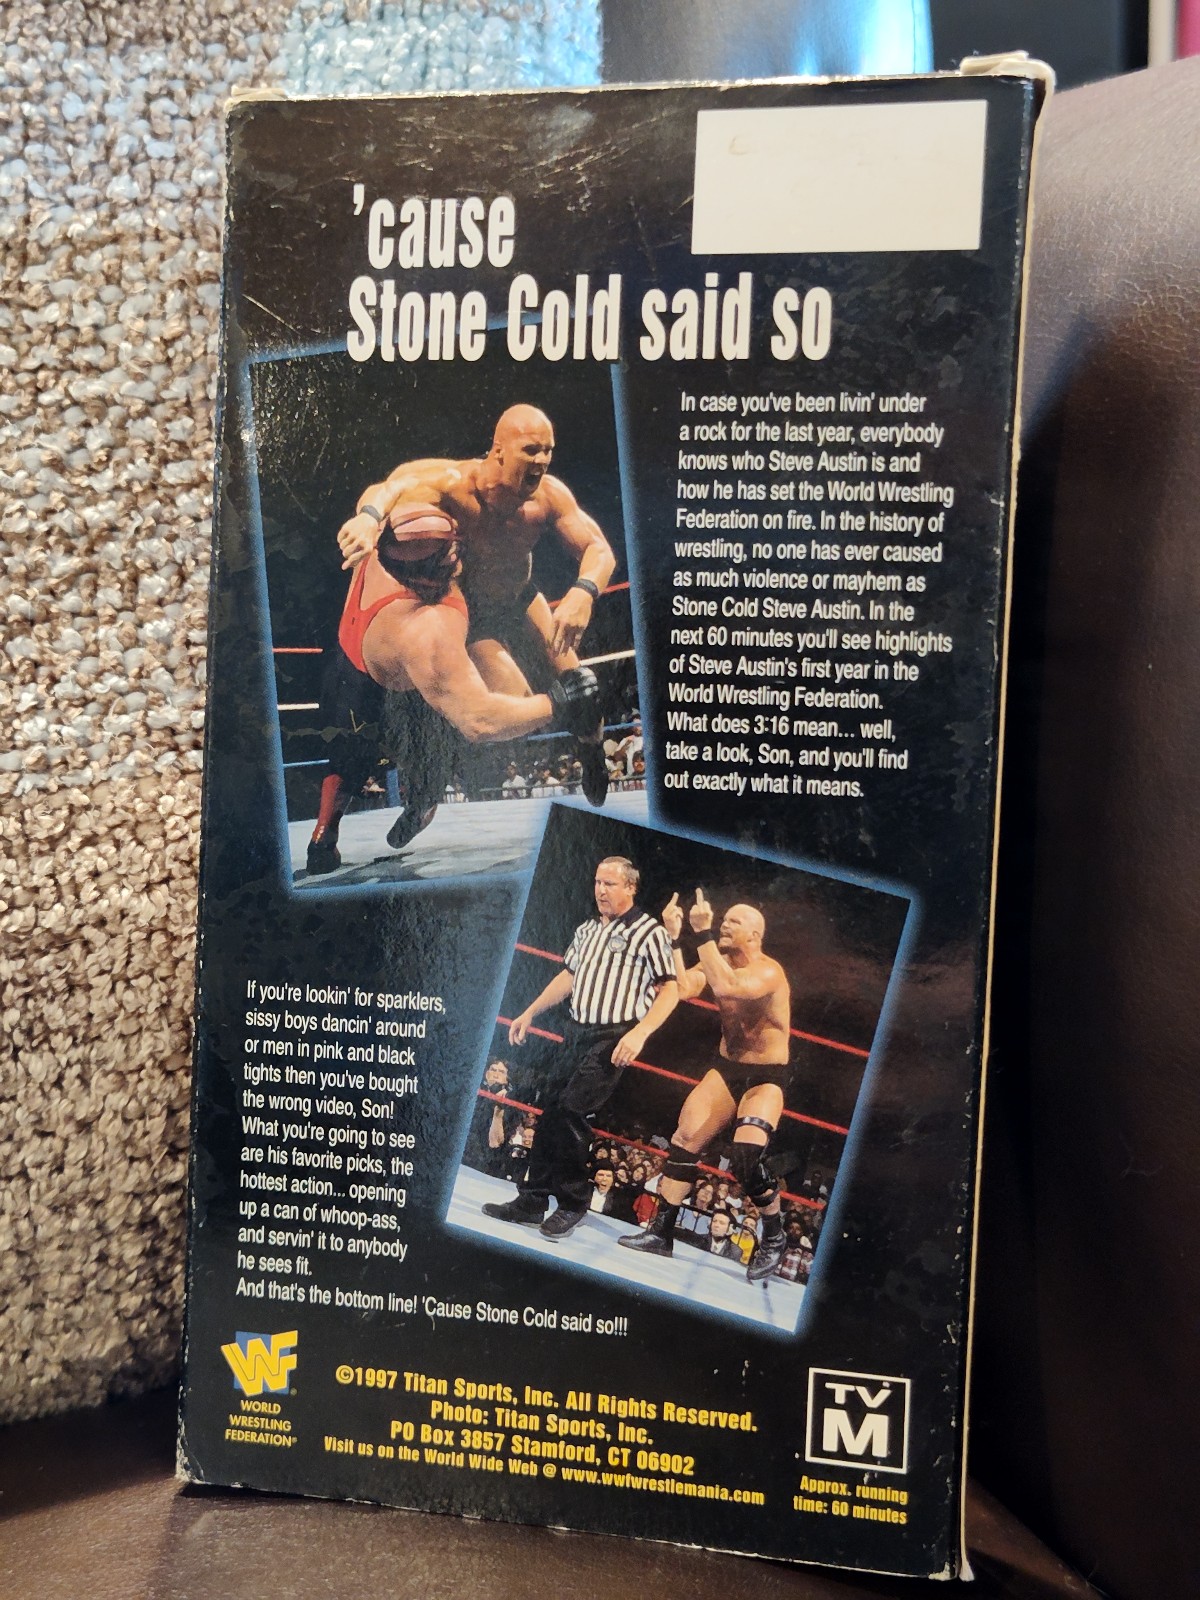 'cause
Stone Cold said so
In case you've been livin' under
a rock for the last year, everybody
knows who Steve Austin is and
how he has set the World Wrestling
Federation on fire. In the history of
wrestling, no one has ever caused
as much violence or mayhem as
Stone Cold Steve Austin. In the
next 60 minutes you'll see highlights
of Steve Austin's first year in the
World Wrestling Federation.
What does 3:16 mean... well,
take a look, Son, and you'll find
out exactly what it means.
If you're lookin' for sparklers,
sissy boys dancin' around
or men in pink and black
tights then you've bought
the wrong video, Son!
What you're going to see
are his favorite picks, the
hottest action... opening
up a can of whoop-ass,
and servin' it to anybody
he sees fit.
And that's the bottom line! 'Cause Stone Cold said so!!!
WF
WORLD
WRESTLING
FEDERATION®
©1997 Titan Sports, Inc. All Rights Reserved.
Photo: Titan Sports, Inc.
PO Box 3857 Stamford, CT 06902
Visit us on the World Wide Web @ www.wwfwrestlemania.com
TV
M
Approx. running
time: 60 minutes